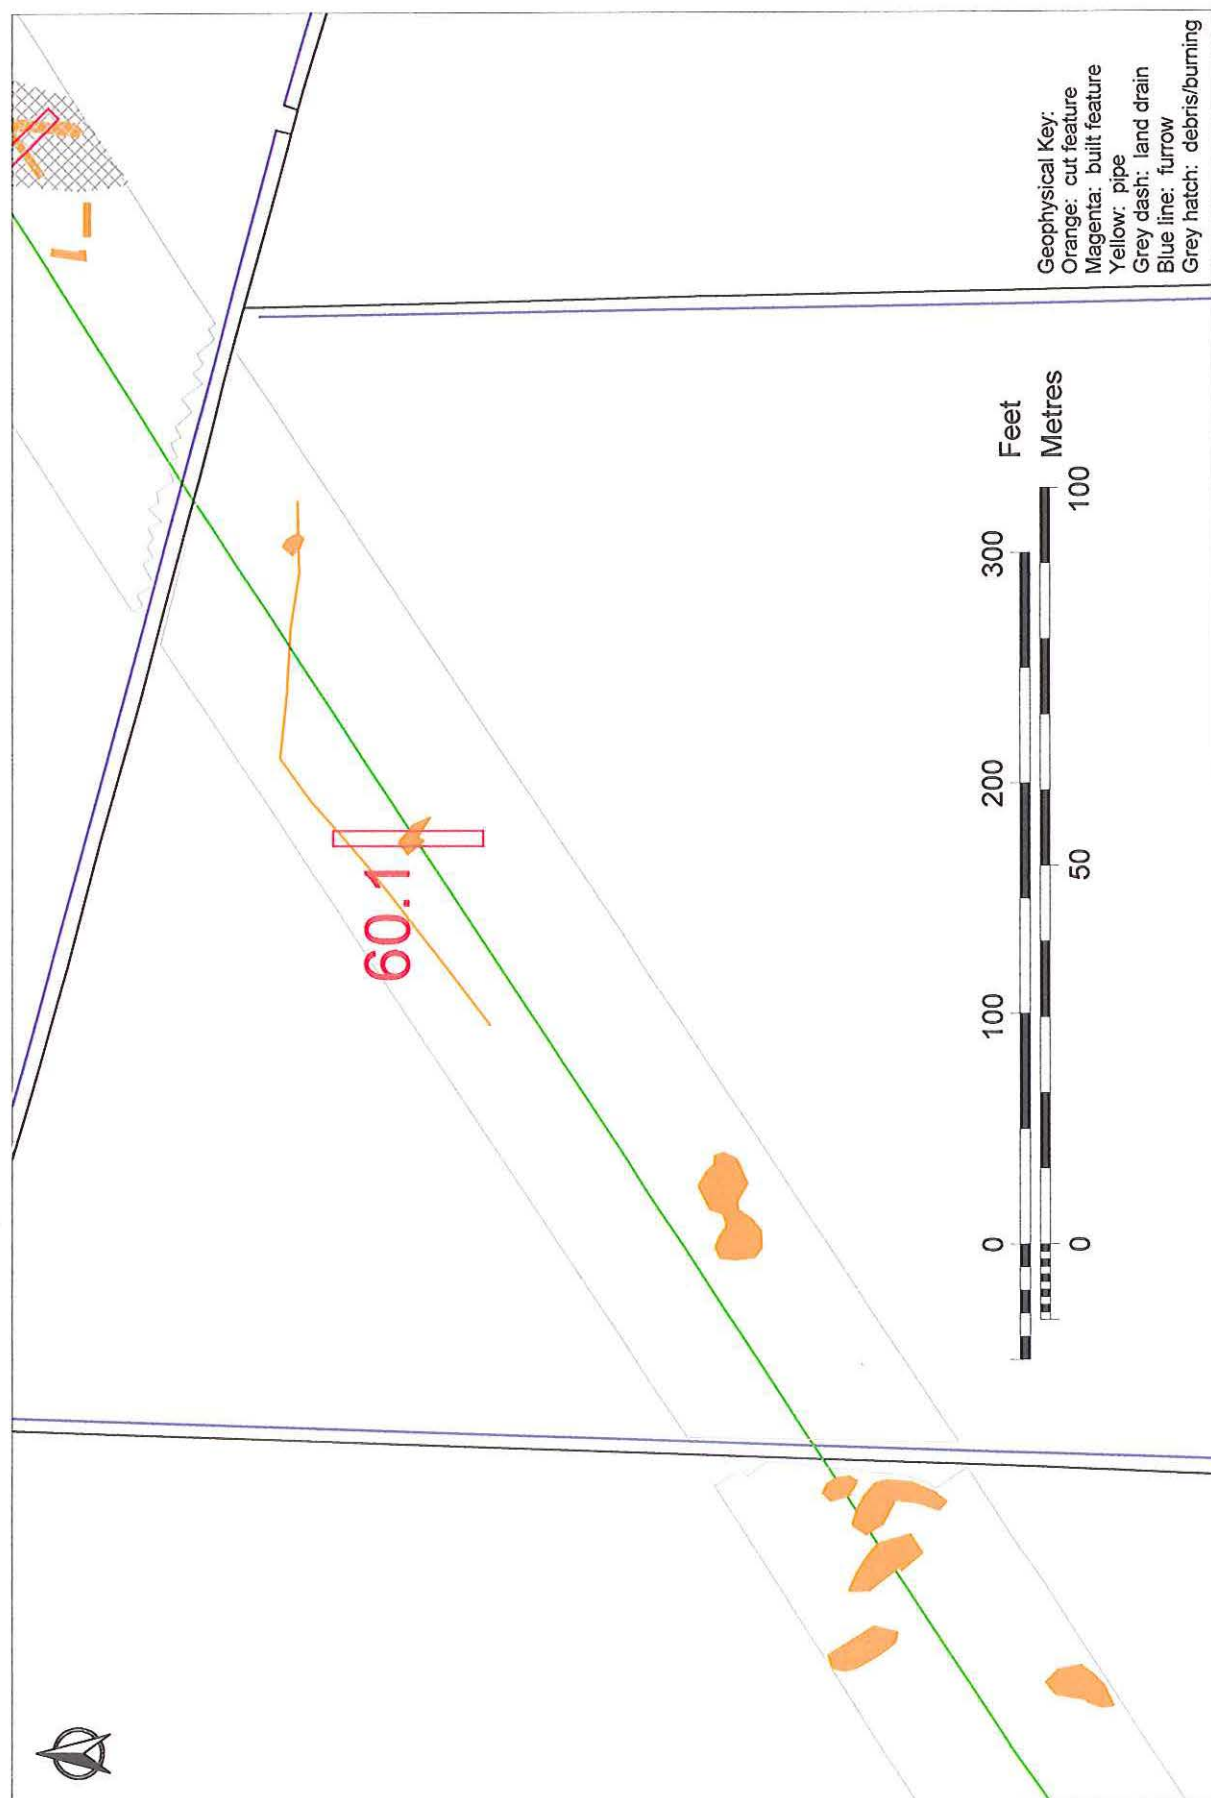 60.1
Feet
0
100
200
300
Metres
0
50
100
Geophysical Key:
Orange: cut feature
Magenta: built feature
Yellow: pipe
Grey dash: land drain
Blue line: furrow
Grey hatch: debris/burning